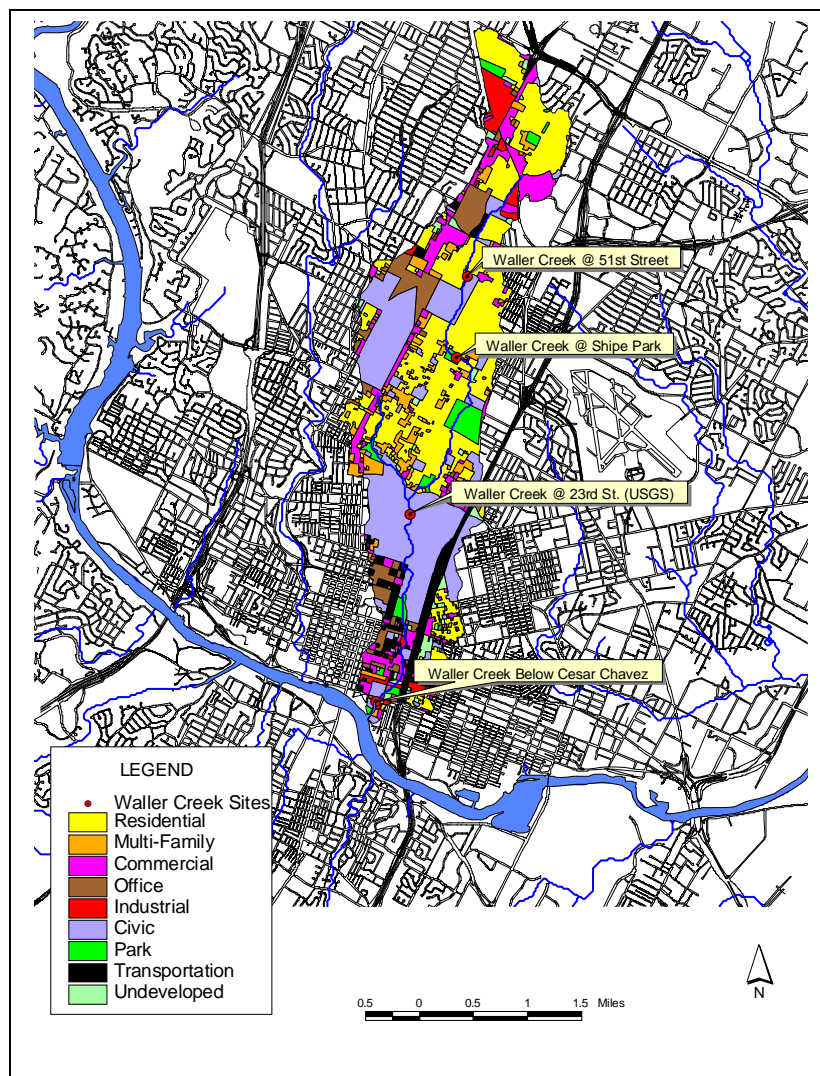 Waller Creek @ 51st Street
Waller Creek @ Shipe Park
Waller Creek @ 23rd St. (USGS)
Waller Creek Below Cesar Chavez
LEGEND
Waller Creek Sites
Residential
Multi-Family
Commercial
Office
Industrial
Civic
Park
Transportation
Undeveloped
0.5 0 0.5 1 1.5 Miles
N